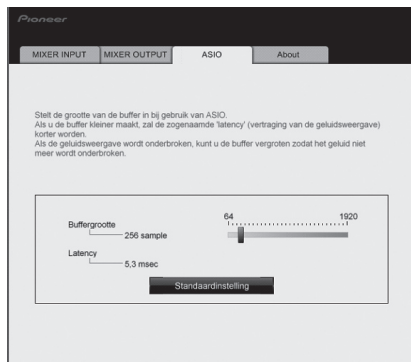 Pioneer
MIXER INPUT MIXER OUTPUT ASIO About
Stelt de grootte van de buffer in bij gebruik van ASIO.
Als u de buffer kleiner maakt, zal de zogenaamde 'latency' (vertraging van de geluidsweergave)
korter worden.
Als de geluidsweergave wordt onderbroken, kunt u de buffer vergroten zodat het geluid niet
meer wordt onderbroken.
64 1920
Buffergrootte
256 sample
Latency
5,3 msec
Standaardinstelling